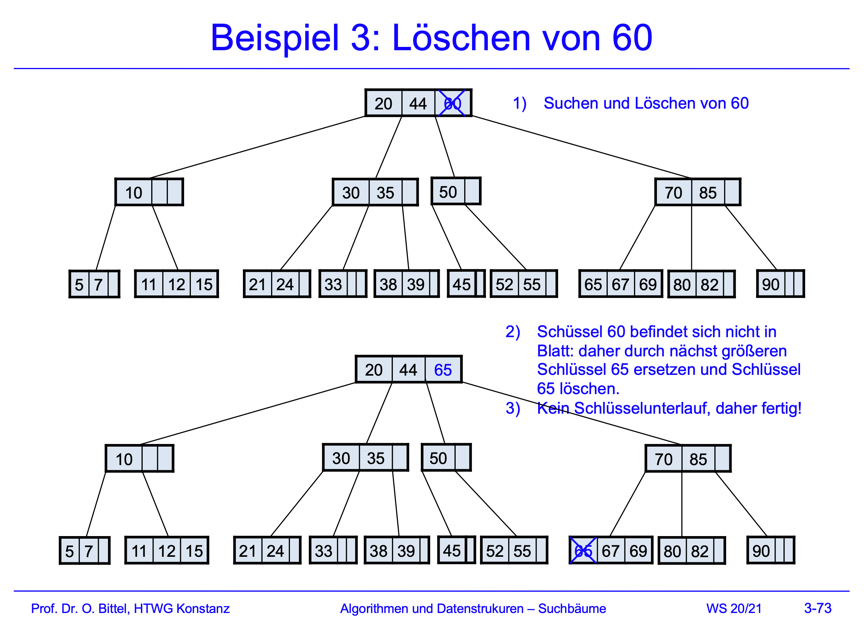 Beispiel 3: Löschen von 60
20 44 60
1) Suchen und Löschen von 60
10 30 35 50 70 85
5 7 11 12 15 21 24 33 38 39 45 52 55 65 67 69 80 82 90
2) Schüssel 60 befindet sich nicht in
Blatt: daher durch nächst größeren
Schlüssel 65 ersetzen und Schlüssel
65 löschen.
3) Kein Schlüsselunterlauf, daher fertig!
20 44 65
10 30 35 50 70 85
5 7 11 12 15 21 24 33 38 39 45 52 55 65 67 69 80 82 90
Prof. Dr. O. Bittel, HTWG Konstanz Algorithmen und Datenstrukuren – Suchbäume WS 20/21 3-73